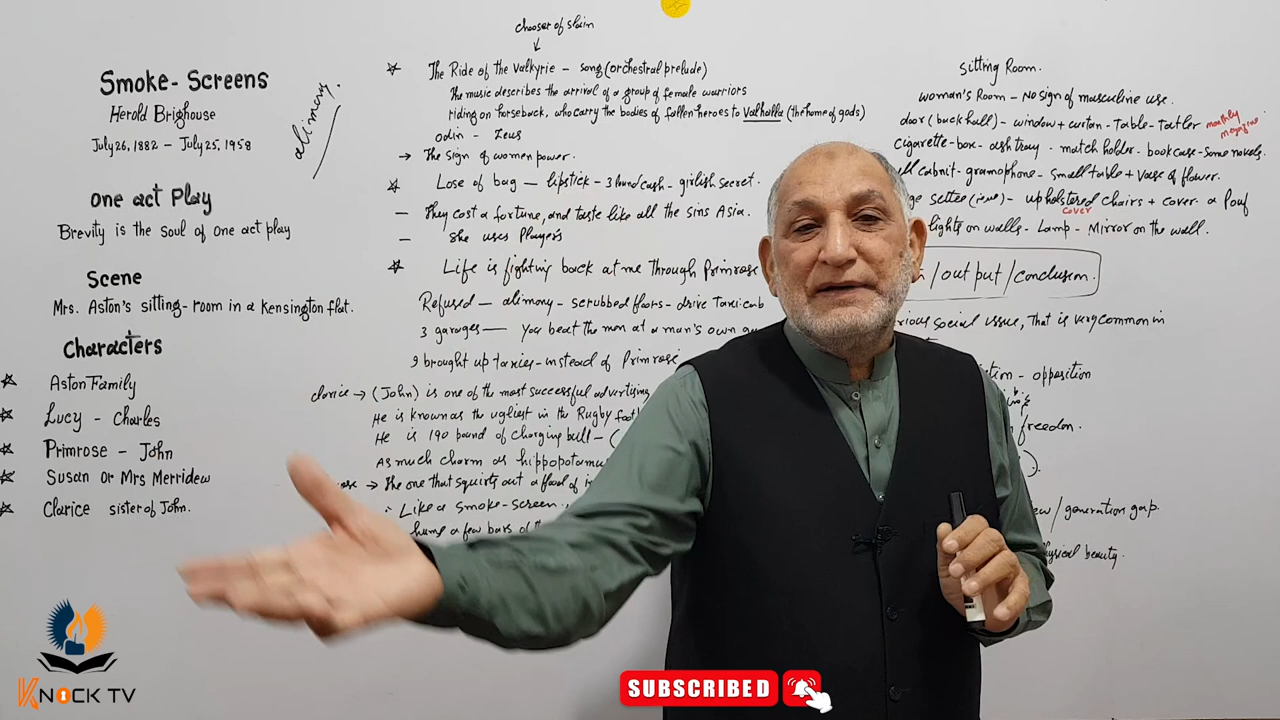 Smoke-Screens
Herold Brighouse
July 26, 1882 – July 25, 1958
alimony.
One act Play
Brevity is the soul of one act play
Scene
Mrs. Aston's sitting-room in a Kensington flat.
Characters
Aston Family
Lucy - Charles
Primrose - John
Susan or Mrs Merridew
Clarice sister of John.
chooser of slain
The Ride of the Valkyrie – song (orchestral prelude)
The music describes the arrival of a group of female warriors
riding on horseback, who carry the bodies of fallen heroes to Valhalla (the home of gods)
odin – Zeus
→ The sign of women power.
Lose of bag – lipstick - 3 hund cash - girlish secret.
– They cost a fortune, and taste like all the sins Asia.
– She uses Players
Life is fighting back at me through Primrose
Refused – alimony - scrubbed floors - drive Taxi cab
3 garages – you beat the man at a man's own
I brought up taxies - instead of Primrose
Clarice → (John) is one of the most successful advertising
He is known as the ugliest in the Rugby
He is 190 pound of charging bull – (
As much charm as hippopotamus
→ The one that squirts out a flood of
Like a smoke-screen
hums a few bars of the
Sitting Room.
woman's Room – No sign of masculine use.
door (buck hall) – window + curtan - Table - Tatler monthly magazine
cigarette-box - ash tray - match holder - book case - some novels.
cabnit - gramophone - small table + Vase of flower.
settee – upholstered chairs + cover a Pouf
cover
lights on walls - Lamp - Mirror on the wall.
/out put/conclusion.
social issue, That is very common in
opposition
freedom.
/generation gap.
beauty.
KNOCK TV
SUBSCRIBED